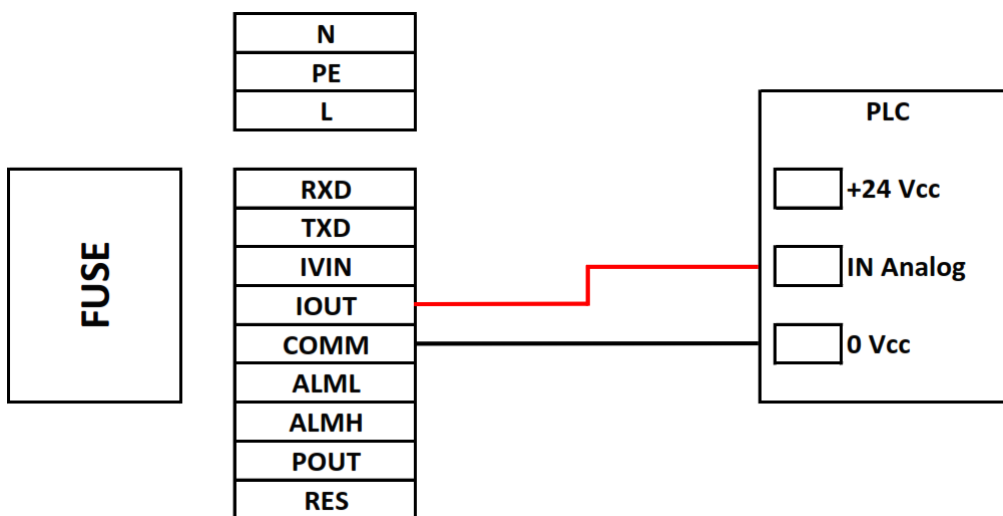 N
PE
L
FUSE
RXD
TXD
IVIN
IOUT
COMM
ALML
ALMH
POUT
RES
PLC
+24 Vcc
IN Analog
0 Vcc